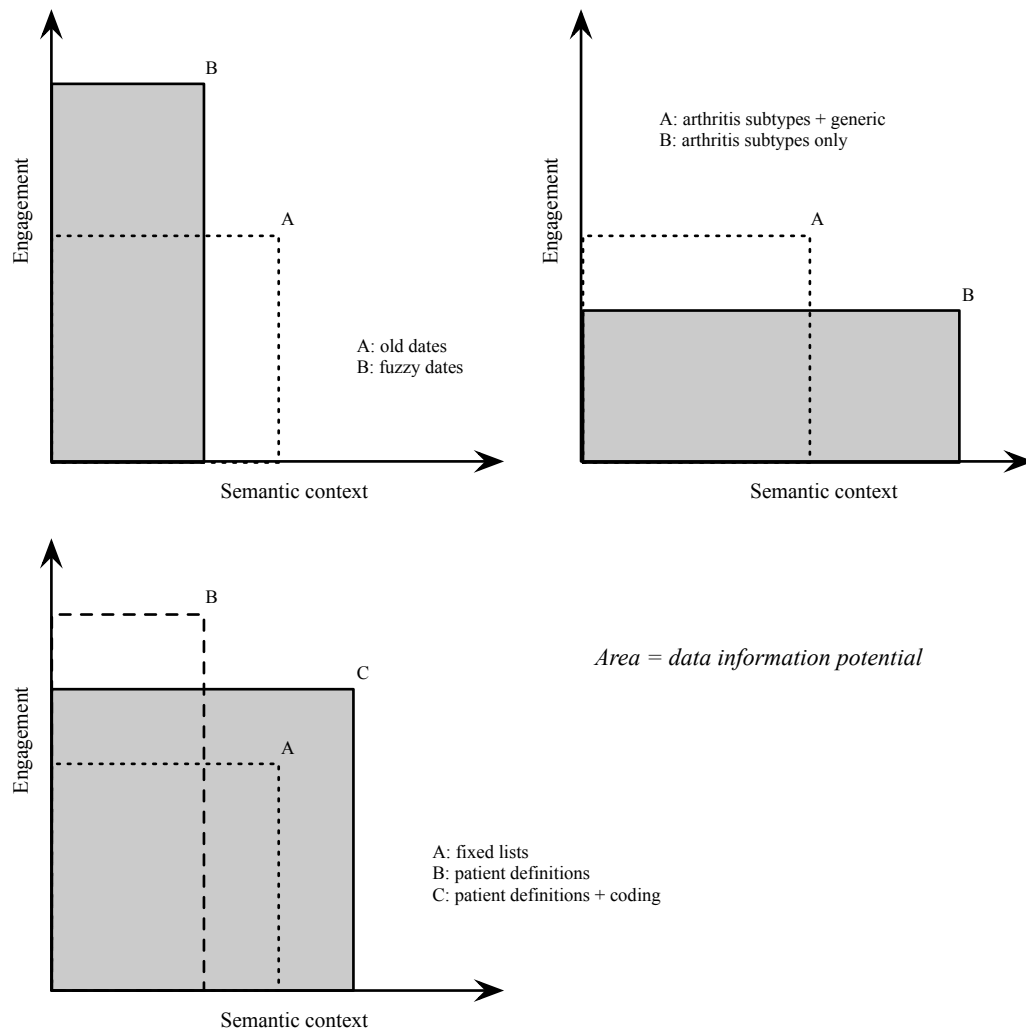 B
A
Engagement
A: old dates
B: fuzzy dates
Semantic context
A: arthritis subtypes + generic
B: arthritis subtypes only
A
B
Engagement
Semantic context
B
C
A
Engagement
A: fixed lists
B: patient definitions
C: patient definitions + coding
Semantic context
Area = data information potential